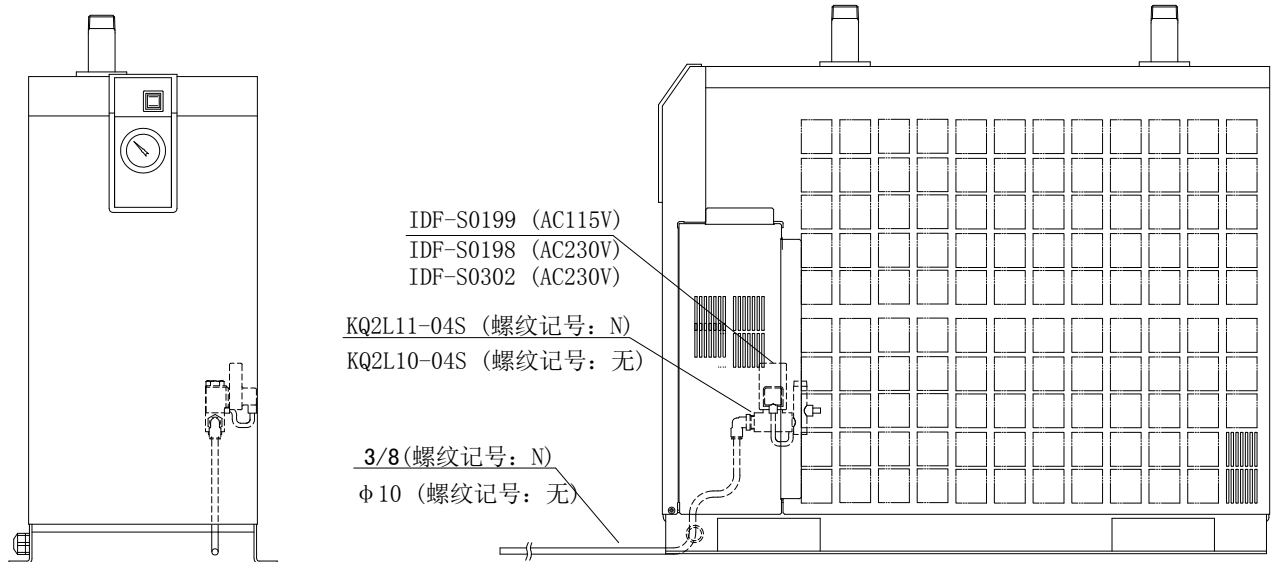 IDF-S0199 (AC115V)
IDF-S0198 (AC230V)
IDF-S0302 (AC230V)
KQ2L11-04S (螺纹记号：N)
KQ2L10-04S (螺纹记号：无)
3/8(螺纹记号：N)
φ10 (螺纹记号：无)